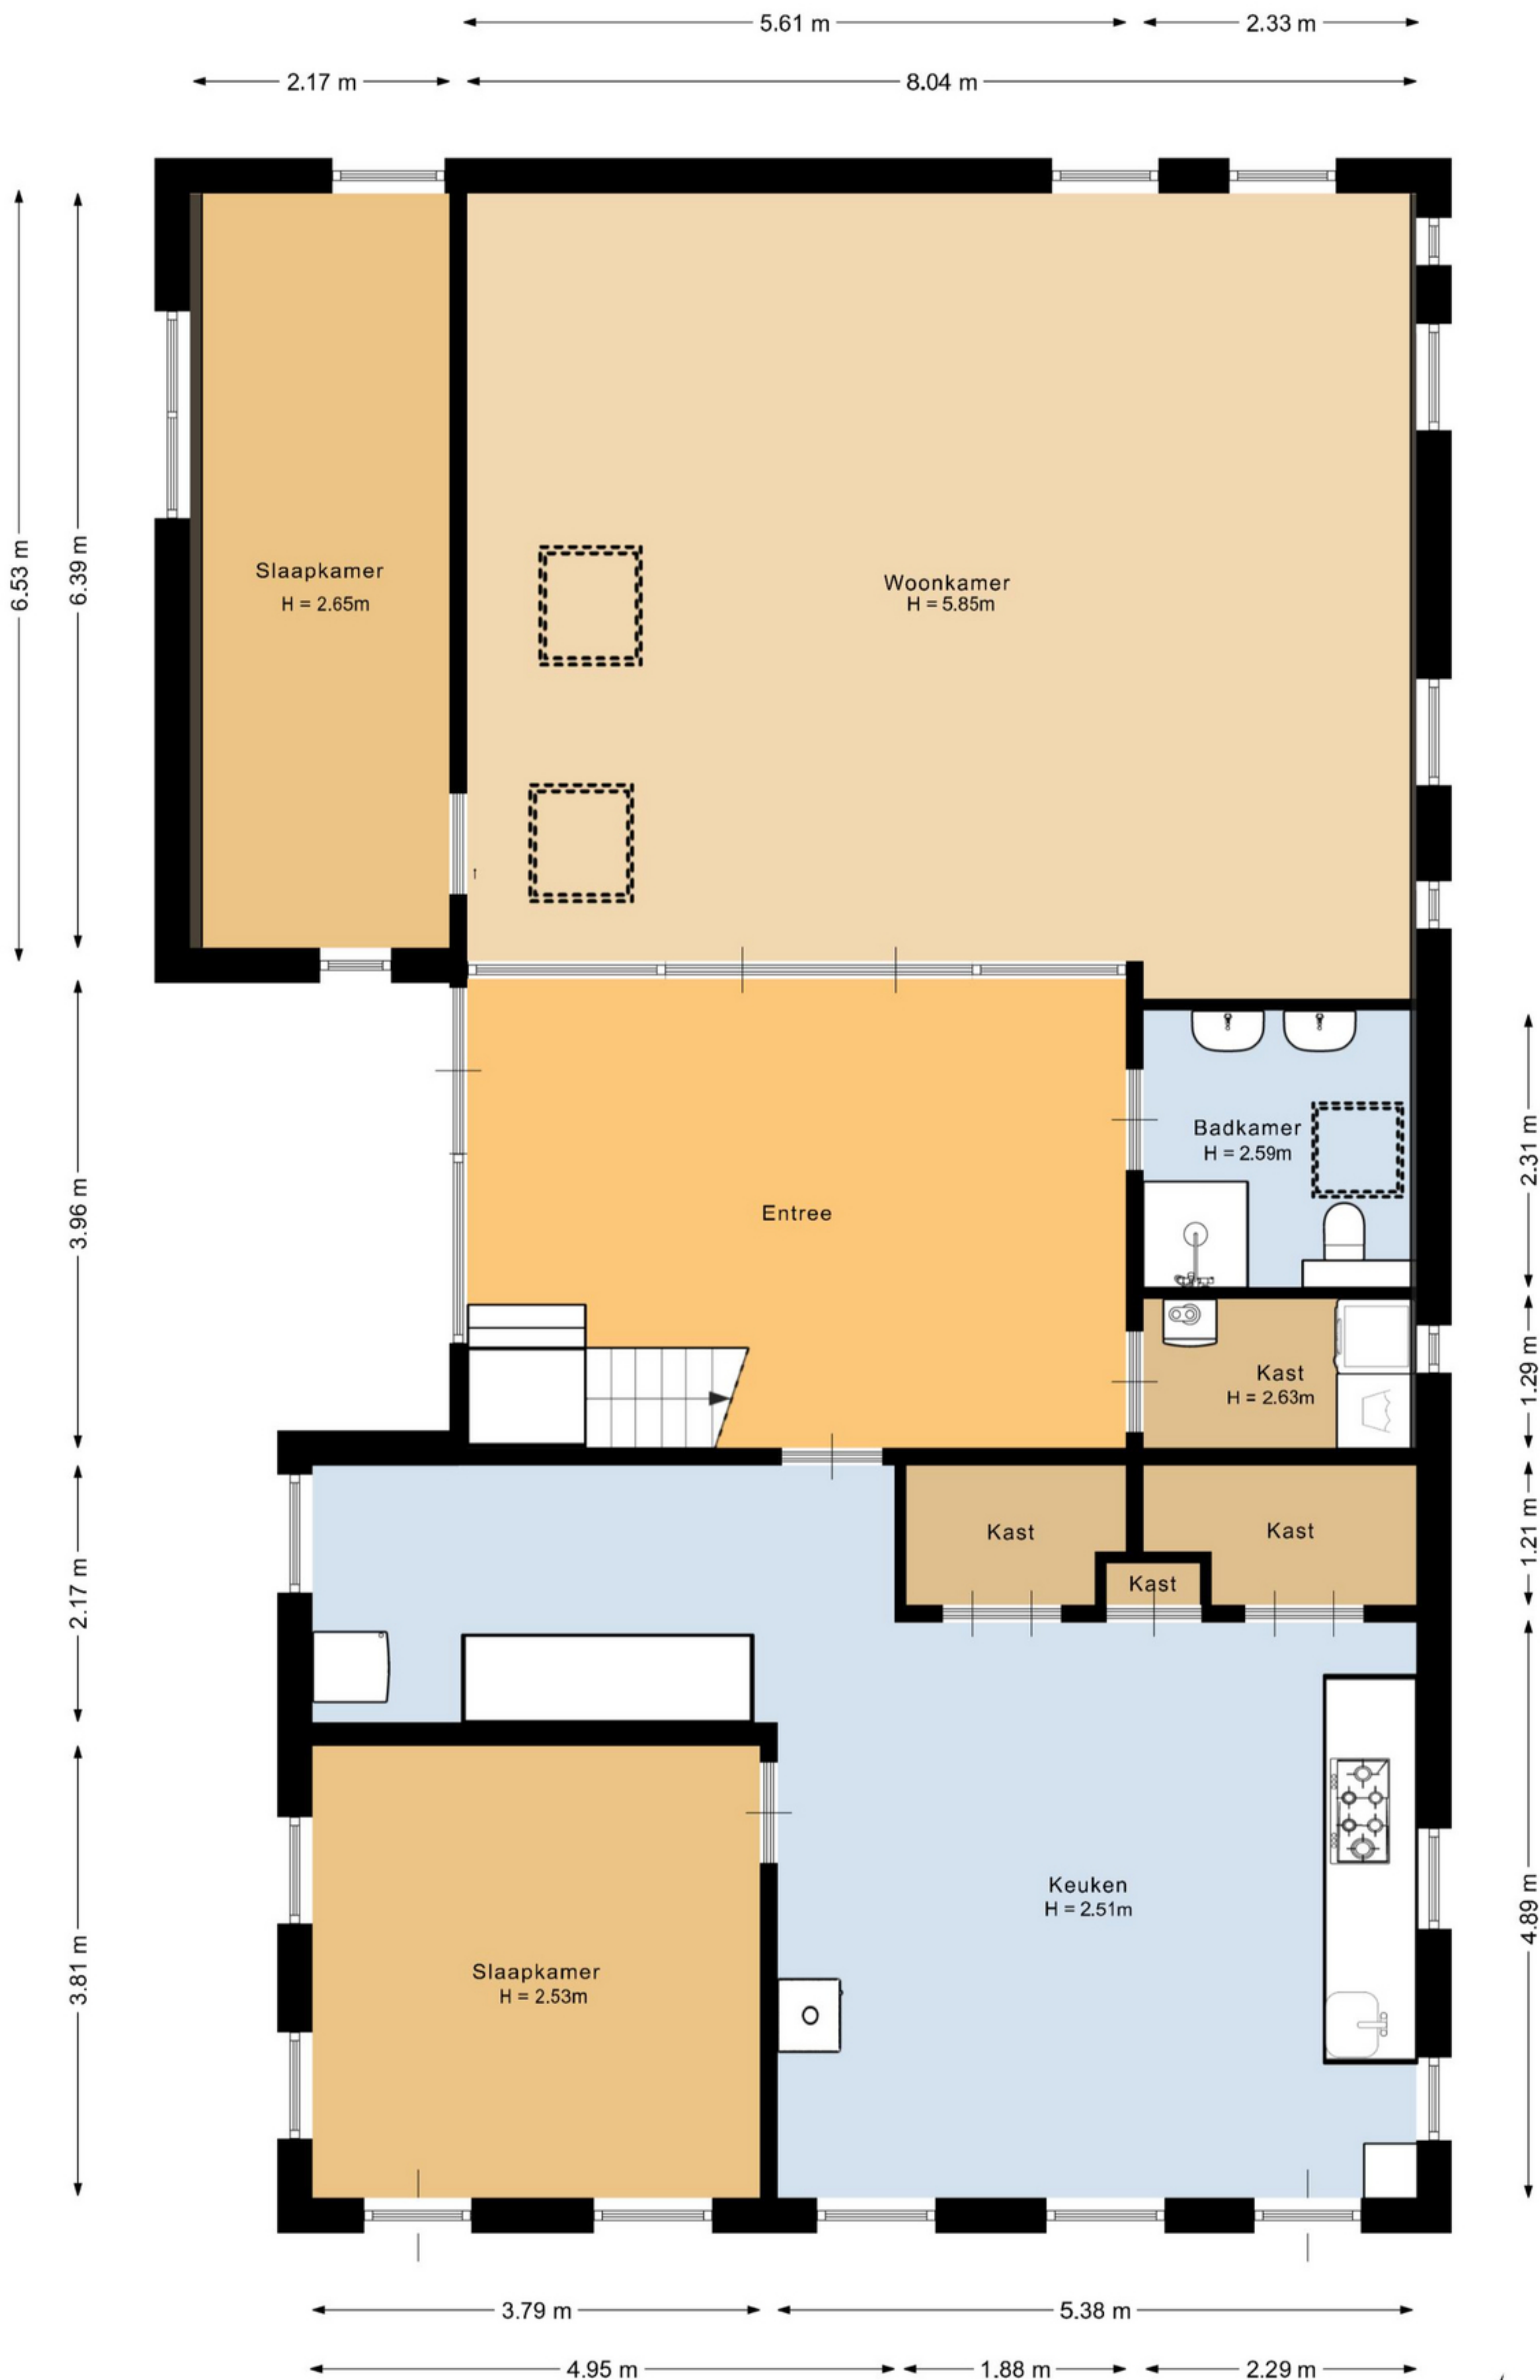 5.61 m
2.33 m
2.17 m
8.04 m
6.53 m
6.39 m
Slaapkamer
H = 2.65m
Woonkamer
H = 5.85m
Badkamer
H = 2.59m
2.31 m
3.96 m
Entree
Kast
H = 2.63m
1.29 m
2.17 m
Kast
Kast
Kast
1.21 m
Keuken
H = 2.51m
4.89 m
3.81 m
Slaapkamer
H = 2.53m
3.79 m
5.38 m
4.95 m
1.88 m
2.29 m